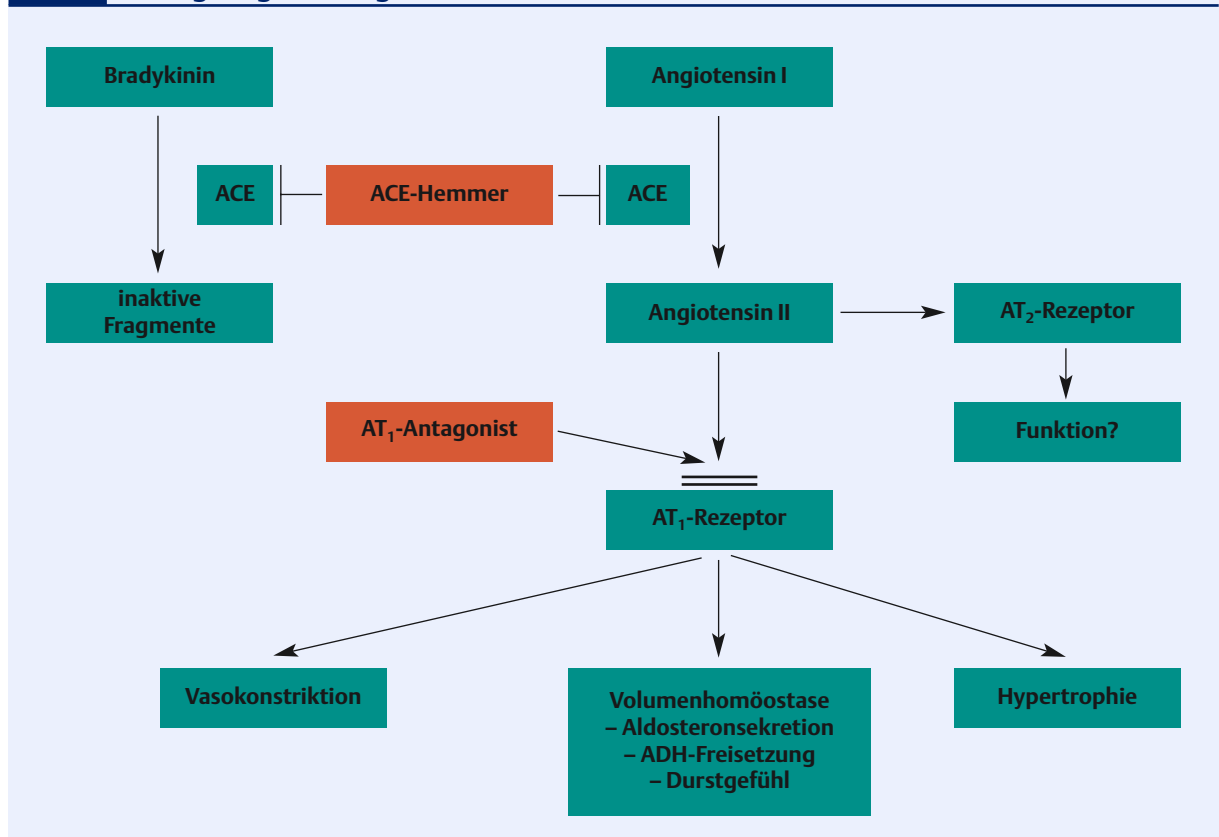 Bradykinin
Angiotensin I
ACE
ACE-Hemmer
ACE
inaktive
Fragmente
Angiotensin II
AT₂-Rezeptor
AT₁-Antagonist
Funktion?
AT₁-Rezeptor
Vasokonstriktion
Volumenhomöostase
– Aldosteronsekretion
– ADH-Freisetzung
– Durstgefühl
Hypertrophie